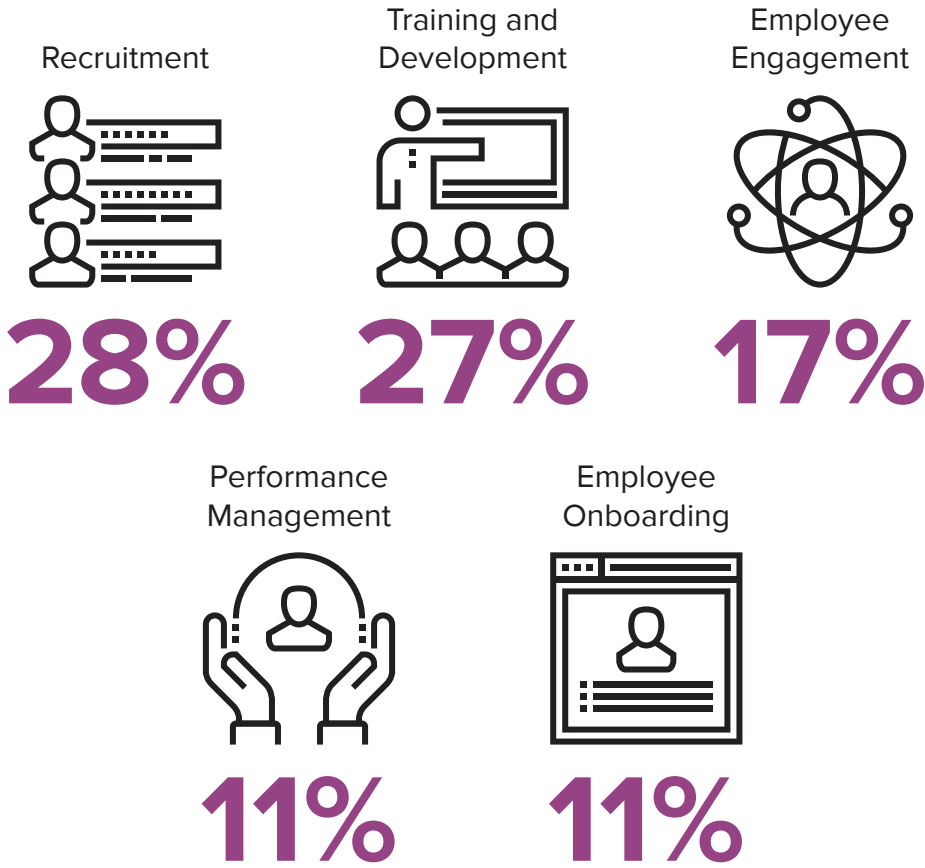 Recruitment
28%
Training and
Development
27%
Employee
Engagement
17%
Performance
Management
11%
Employee
Onboarding
11%